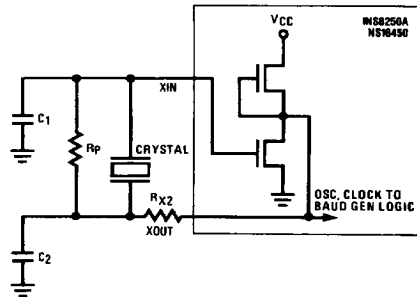 VCC
INS8250A
NS16450
XIN
C1
RP
CRYSTAL
RX2
XOUT
OSC, CLOCK TO
BAUD GEN LOGIC
C2